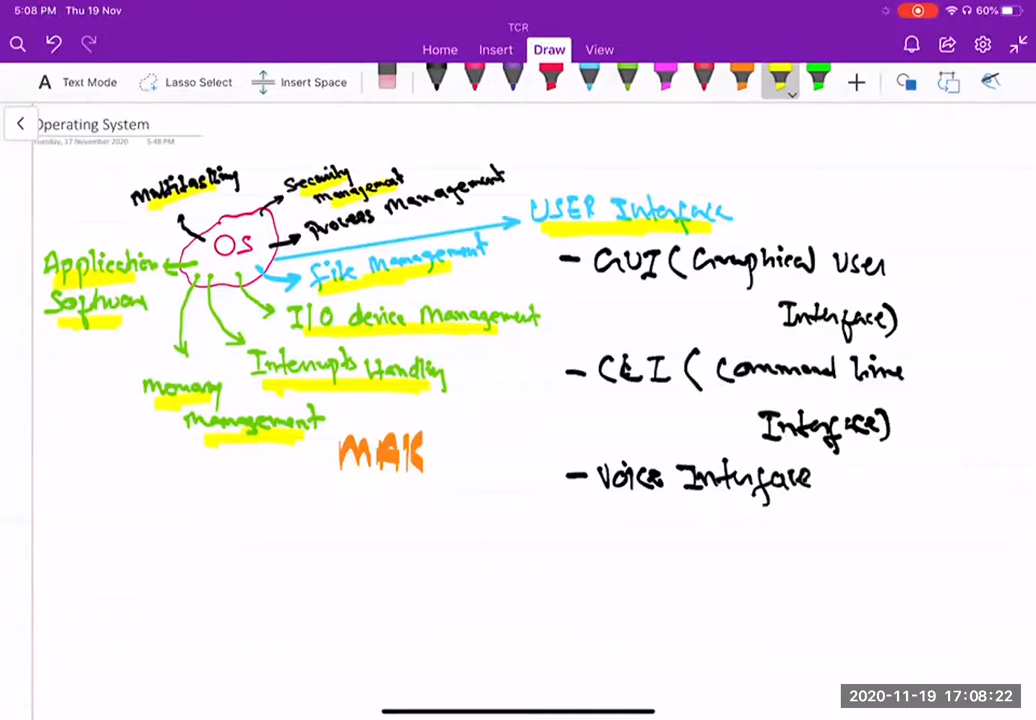 5:08 PM Thu 19 Nov
60%
TCR
Home Insert Draw View
A Text Mode Lasso Select Insert Space
Operating System
Tuesday, 17 November 2020 5:48 PM
Multitasking
Security
management
Process Management
OS
USER Interface
Application
Software
file Management
- GUI (Graphical user
Interface)
I/O device Management
Interrupts Handling
- CLI ( Command line
Interface)
Memory
management
MAK
- Voice Interface
2020-11-19 17:08:22